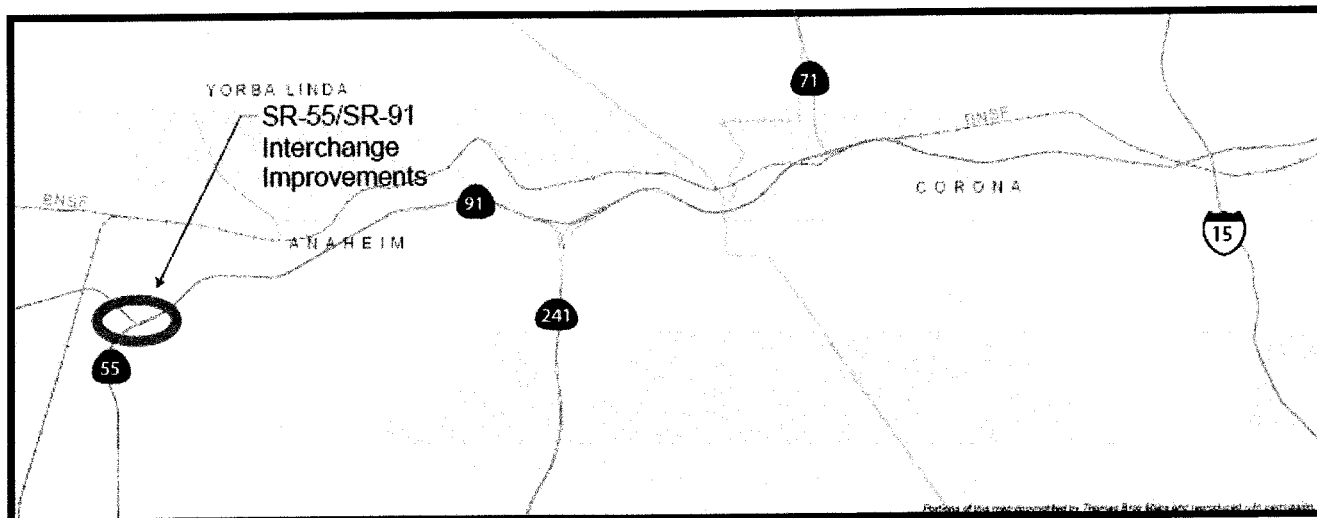 YORBA LINDA
SR-55/SR-91
Interchange
Improvements
71
BNSF
CORONA
BNSF
91
ANAHEIM
15
241
55